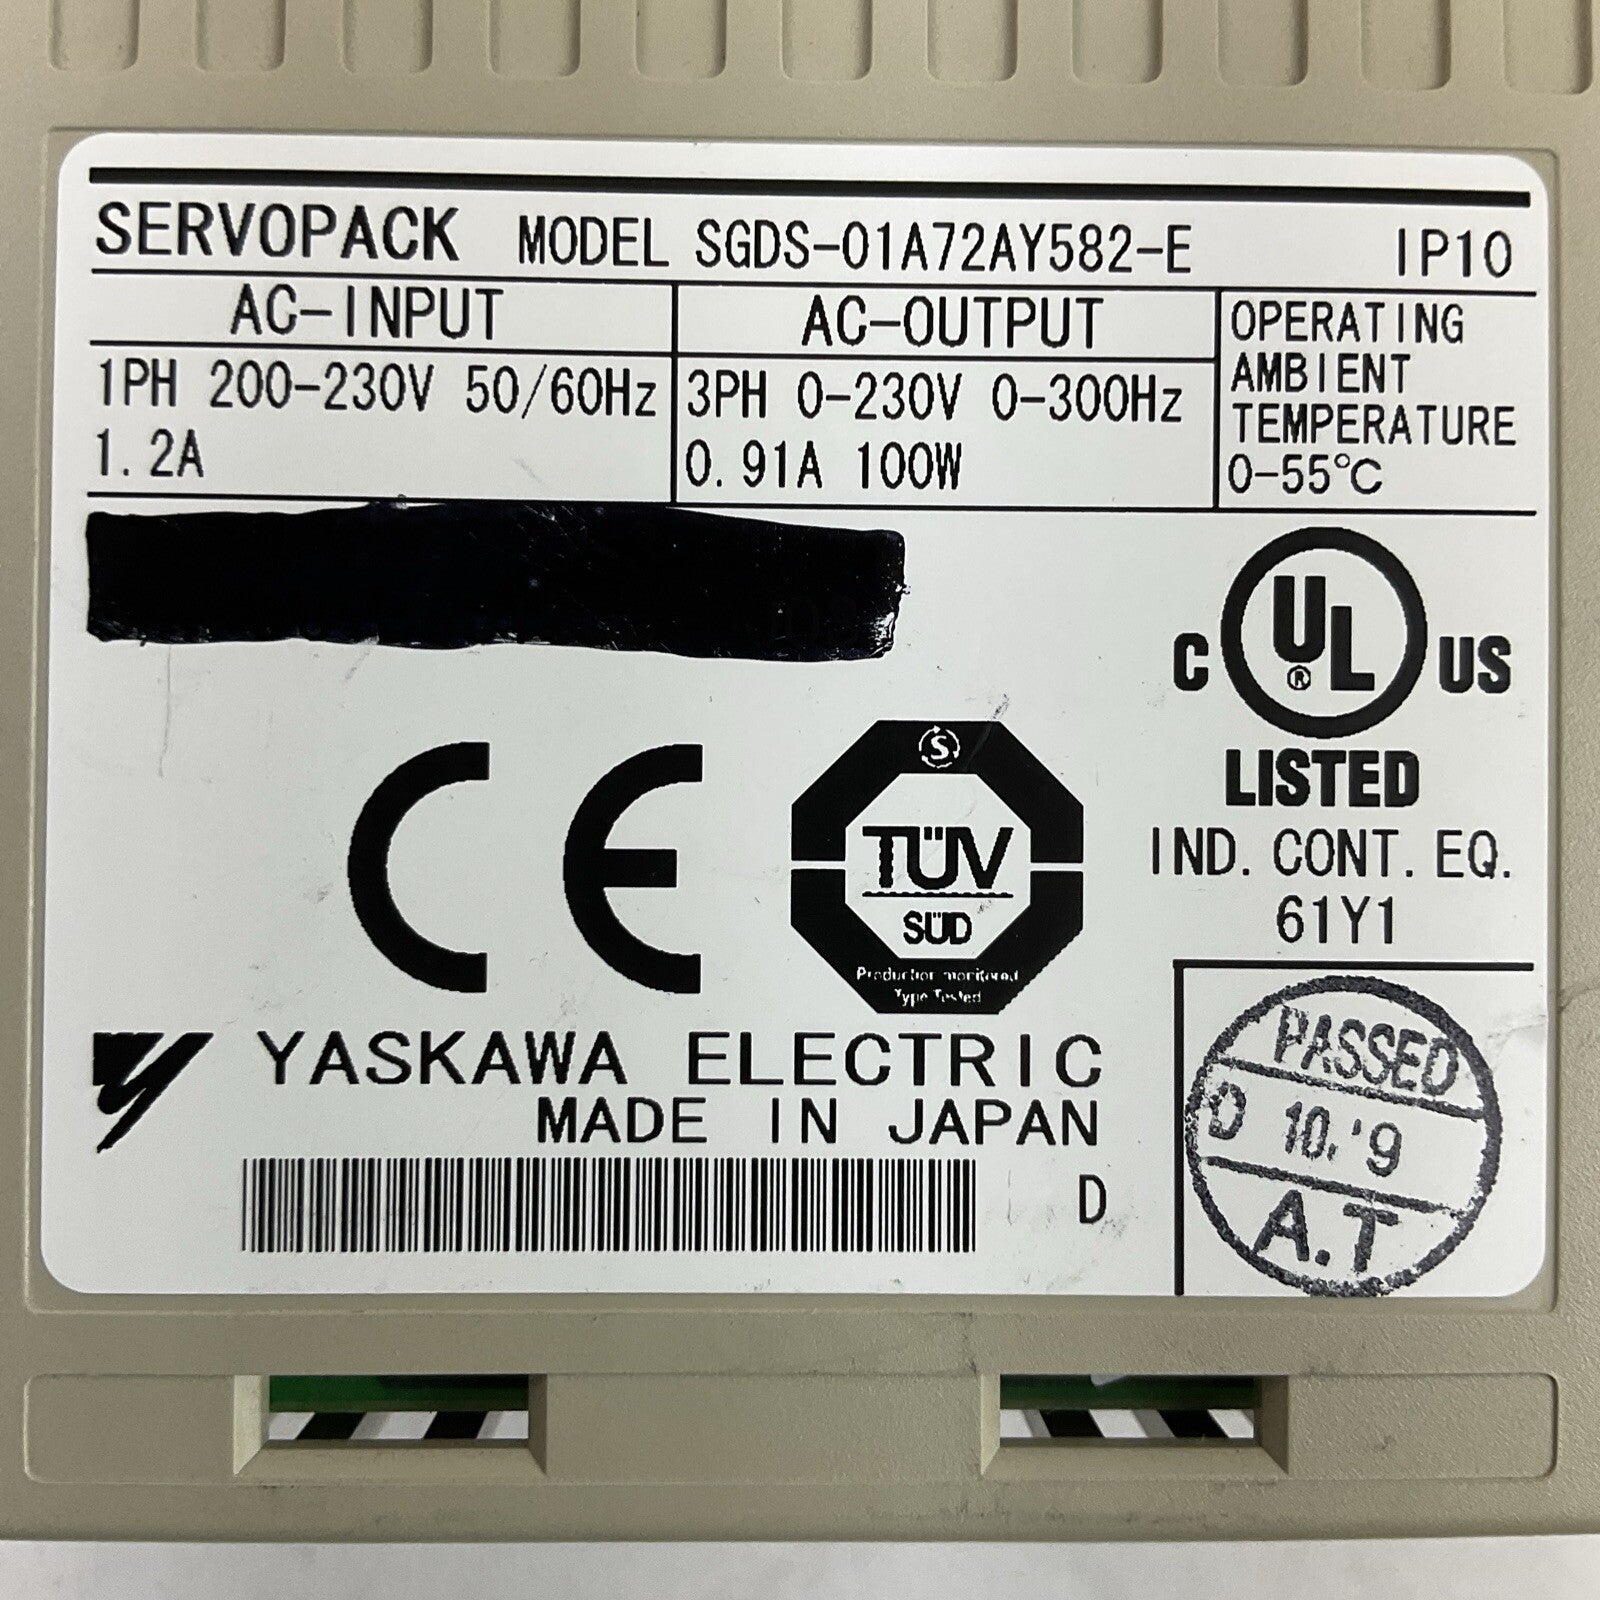 SERVOPACK MODEL SGDS-01A72AY582-E IP10
AC-INPUT
1PH 200-230V 50/60Hz
1.2A
AC-OUTPUT
3PH 0-230V 0-300Hz
0.91A 100W
OPERATING
AMBIENT
TEMPERATURE
0-55℃
C UL® US
LISTED
IND. CONT. EQ.
61Y1
CE
S
TÜV
SÜD
Production monitored
Type Tested
YASKAWA ELECTRIC
MADE IN JAPAN
D
PASSED
D 10.'9
A.T